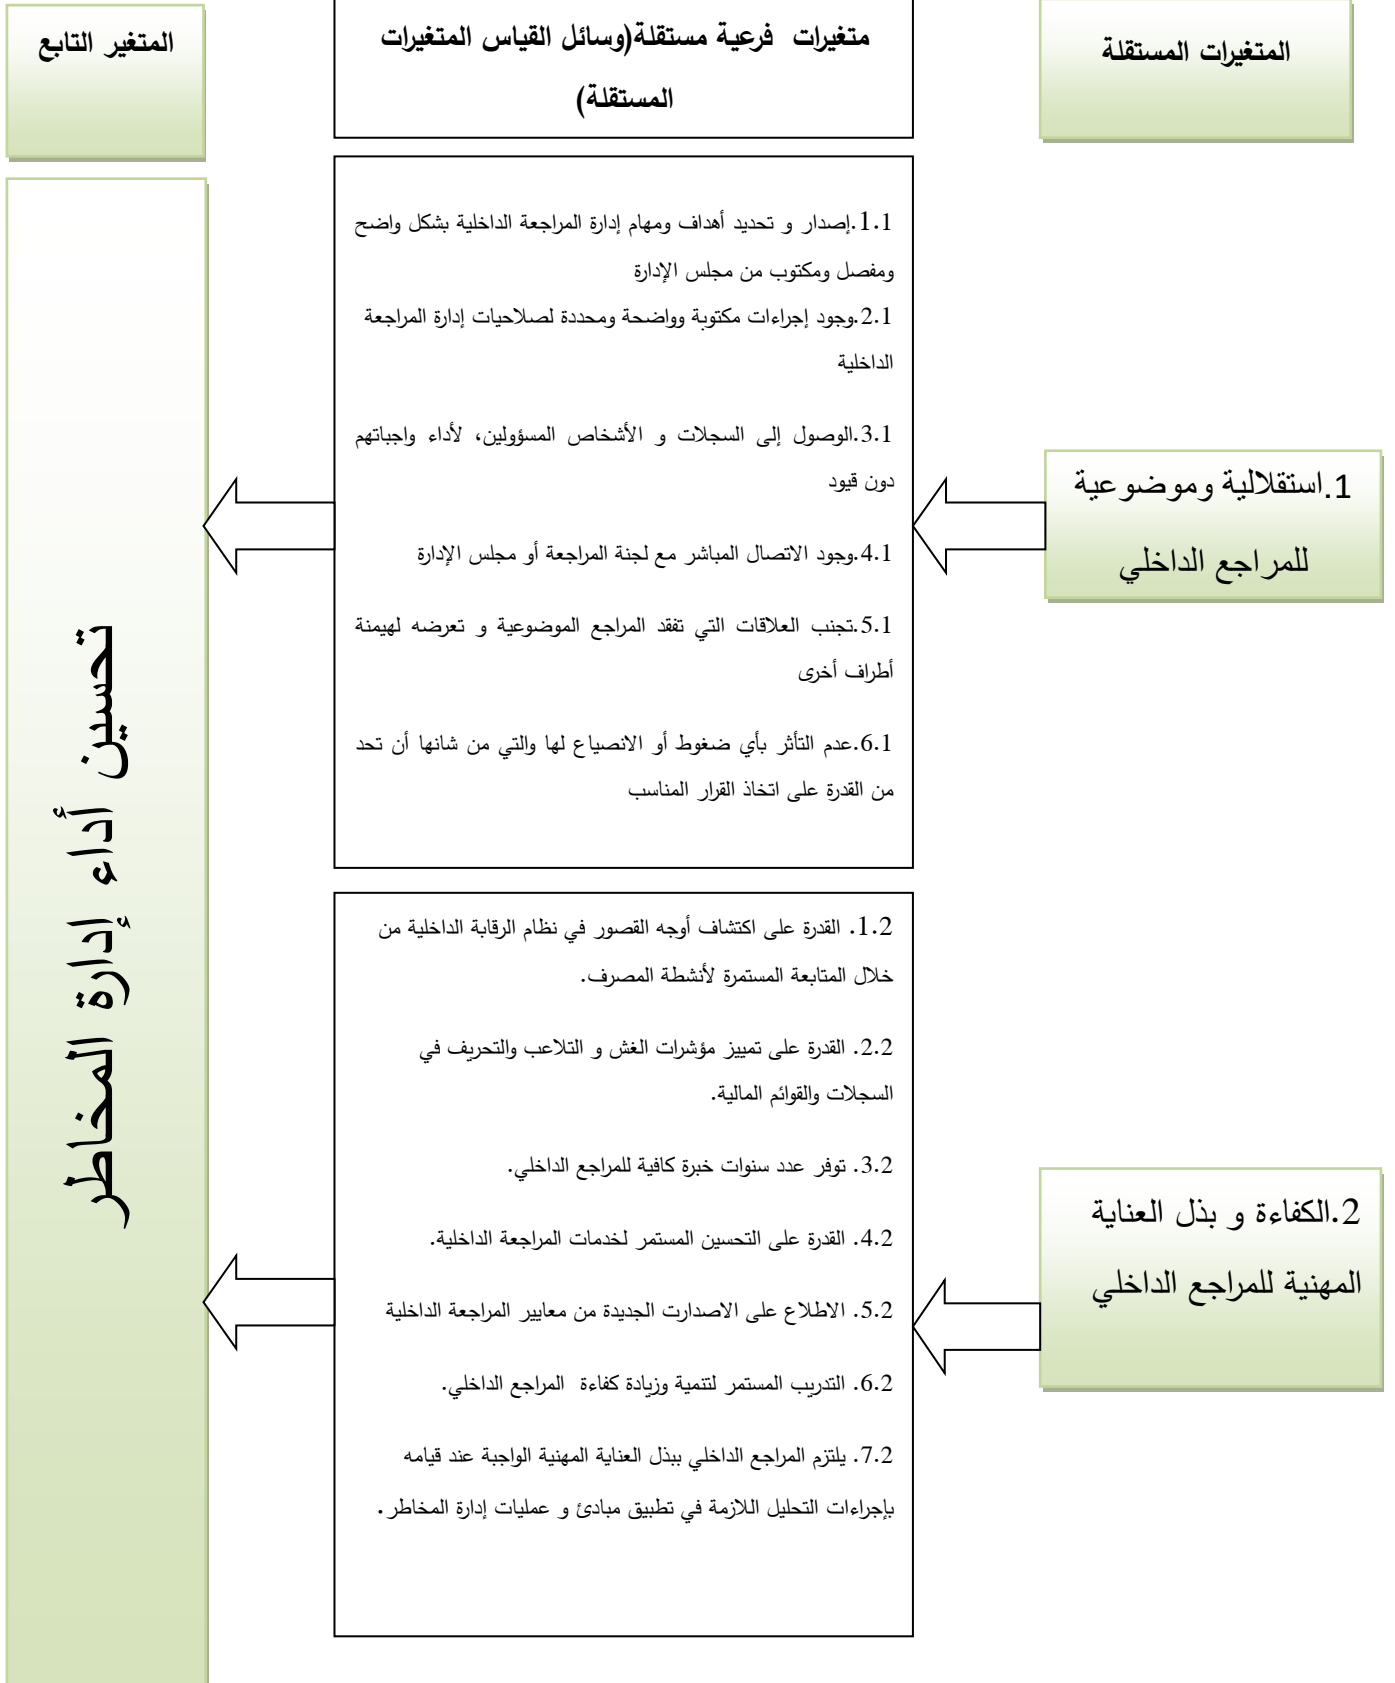 المتغيرات المستقلة
متغيرات فرعية مستقلة(وسائل القياس المتغيرات
المستقلة)
المتغير التابع
1.استقلالية وموضوعية
للمراجع الداخلي
1.1.إصدار و تحديد أهداف ومهام إدارة المراجعة الداخلية بشكل واضح
ومفصل ومكتوب من مجلس الإدارة
2.1.وجود إجراءات مكتوبة وواضحة ومحددة لصلاحيات إدارة المراجعة
الداخلية
3.1.الوصول إلى السجلات و الأشخاص المسؤولين، لأداء واجباتهم
دون قيود
4.1.وجود الاتصال المباشر مع لجنة المراجعة أو مجلس الإدارة
5.1.تجنب العلاقات التي تفقد المراجع الموضوعية و تعرضه لهيمنة
أطراف أخرى
6.1.عدم التأثر بأي ضغوط أو الانصياع لها والتي من شانها أن تحد
من القدرة على اتخاذ القرار المناسب
2.الكفاءة و بذل العناية
المهنية للمراجع الداخلي
1.2. القدرة على اكتشاف أوجه القصور في نظام الرقابة الداخلية من
خلال المتابعة المستمرة لأنشطة المصرف.
2.2. القدرة على تمييز مؤشرات الغش و التلاعب والتحريف في
السجلات والقوائم المالية.
3.2. توفر عدد سنوات خبرة كافية للمراجع الداخلي.
4.2. القدرة على التحسين المستمر لخدمات المراجعة الداخلية.
5.2. الاطلاع على الاصدارت الجديدة من معايير المراجعة الداخلية
6.2. التدريب المستمر لتنمية وزيادة كفاءة المراجع الداخلي.
7.2. يلتزم المراجع الداخلي ببذل العناية المهنية الواجبة عند قيامه
بإجراءات التحليل اللازمة في تطبيق مبادئ و عمليات إدارة المخاطر.
تحسين أداء إدارة المخاطر